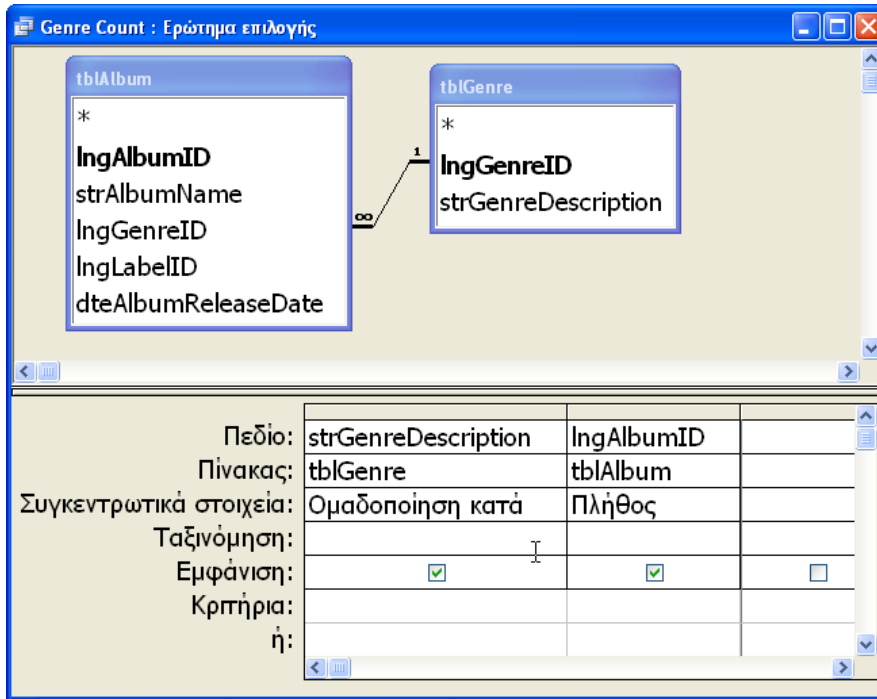 Genre Count : Ερώτημα επιλογής
tblAlbum
*
lngAlbumID
strAlbumName
lngGenreID
lngLabelID
dteAlbumReleaseDate
∞
1
tblGenre
*
lngGenreID
strGenreDescription
Πεδίο: strGenreDescription lngAlbumID
Πίνακας: tblGenre tblAlbum
Συγκεντρωτικά στοιχεία: Ομαδοποίηση κατά Πλήθος
Ταξινόμηση:
Εμφάνιση:
Κριτήρια:
ή: